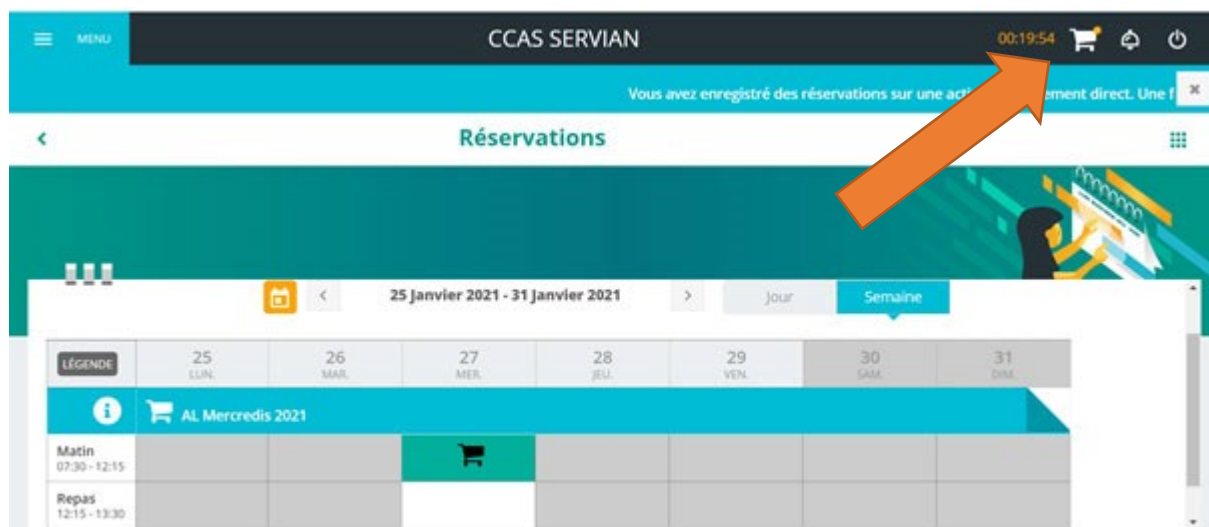 MENU CCAS SERVIAN 00:19:54
Vous avez enregistré des réservations sur une ement direct. Une f
Réservations
25 Janvier 2021 - 31 Janvier 2021 Jour Semaine
LÉGENDE 25 26 27 28 29 30 31
LUN. MAR. MER. JEU. VEN. SAM. DIM.
AL Mercredis 2021
Matin
07:30 - 12:15
Repas
12:15 - 13:30